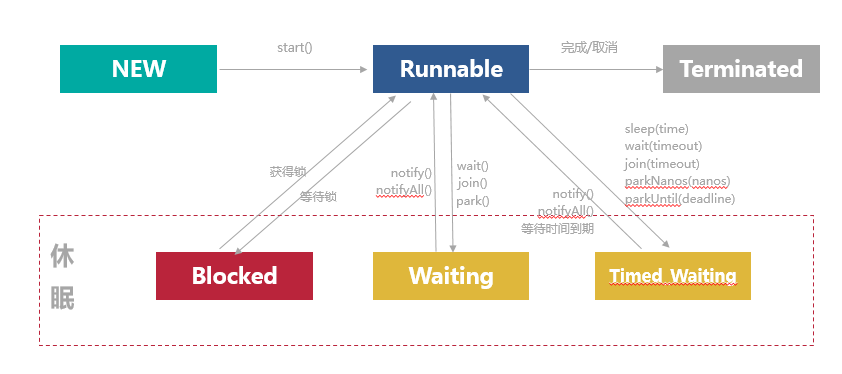 start()
完成/取消
NEW
Runnable
Terminated
sleep(time)
wait(timeout)
join(timeout)
parkNanos(nanos)
parkUntil(deadline)
获得锁
等待锁
notify()
notifyAll()
wait()
join()
park()
notify()
notifyAll()
等待时间到期
休
眠
Blocked
Waiting
Timed_Waiting